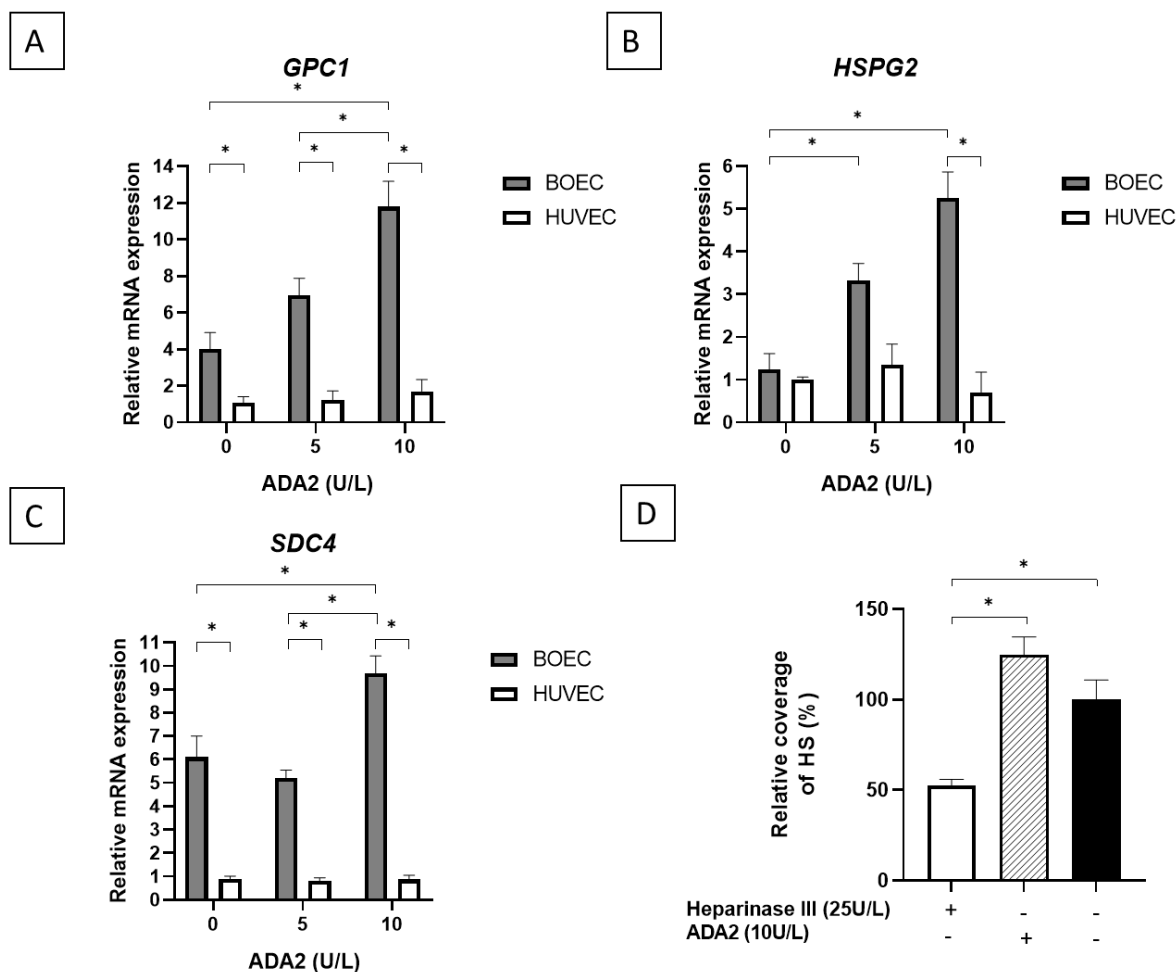 A
GPC1
*
*
*
*
*
Relative mRNA expression
14
12
10
8
6
4
2
0
0
5
10
ADA2 (U/L)
BOEC
HUVEC
B
HSPG2
*
*
*
Relative mRNA expression
6
5
4
3
2
1
0
0
5
10
ADA2 (U/L)
BOEC
HUVEC
C
SDC4
*
*
*
*
*
Relative mRNA expression
11
10
9
8
7
6
5
4
3
2
1
0
0
5
10
ADA2 (U/L)
BOEC
HUVEC
D
*
*
Relative coverage
of HS (%)
150
100
50
0
Heparinase III (25U/L) + - -
ADA2 (10U/L) - + -